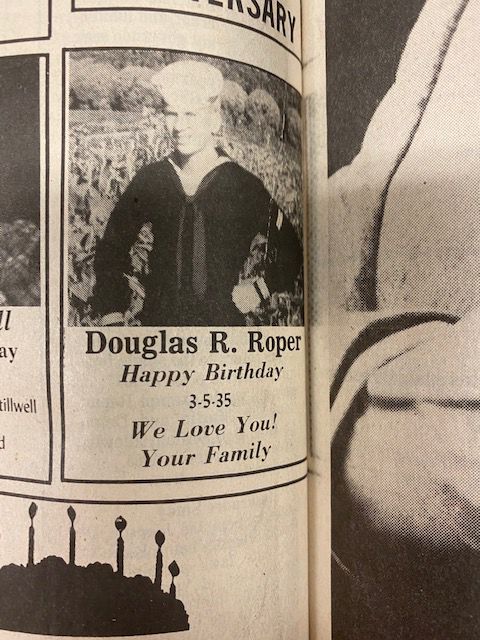 ERSARY
ll
ay
tillwell
d
Douglas R. Roper
Happy Birthday
3-5-35
We Love You!
Your Family